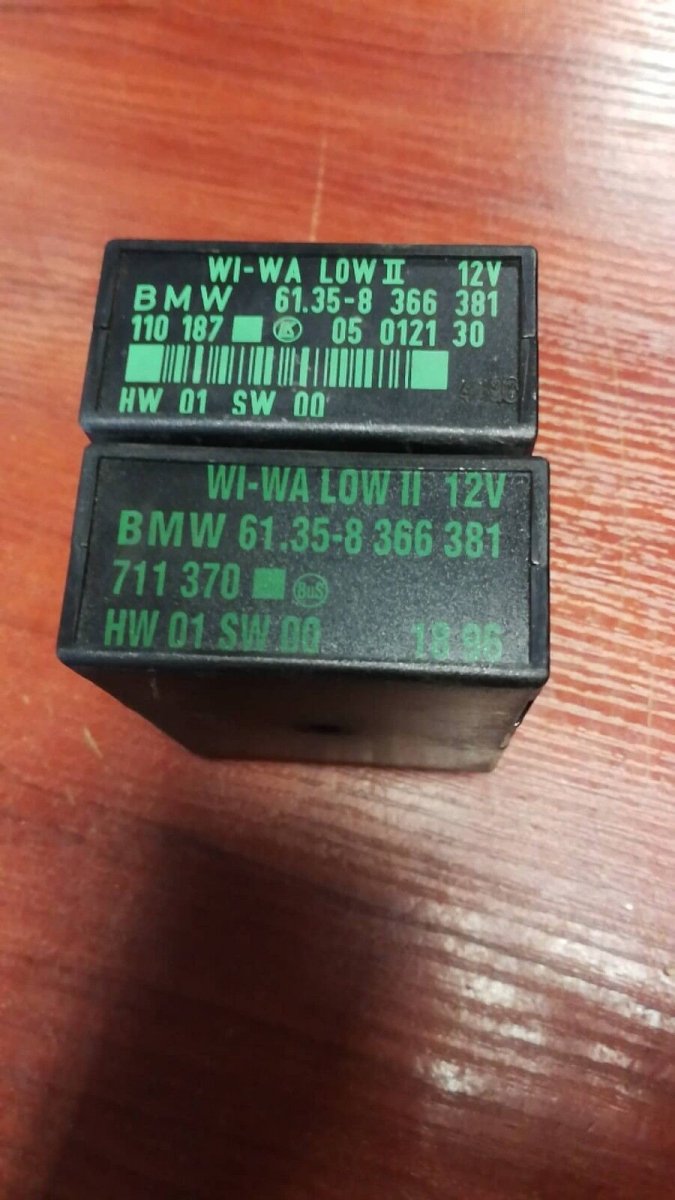 WI-WA LOW II 12V
BMW 61.35-8 366 381
110 187 05 0121 30
HW 01 SW 00
WI-WA LOW II 12V
BMW 61.35-8 366 381
711 370 BuS
HW 01 SW 00 18 96